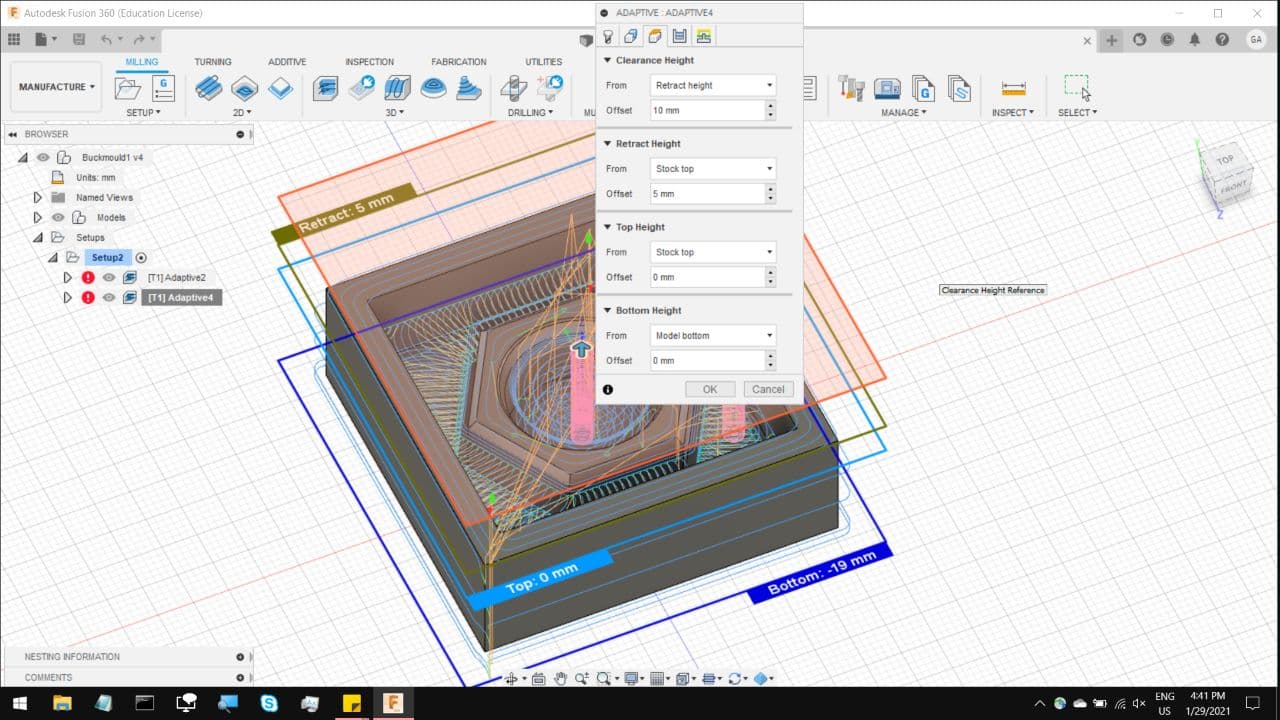 Autodesk Fusion 360 (Education License)
ADAPTIVE : ADAPTIVE4
GA
MILLING TURNING ADDITIVE INSPECTION FABRICATION UTILITIES
MANUFACTURE
SETUP 2D 3D DRILLING MU MANAGE INSPECT SELECT
BROWSER
Buckmould1 v4
Units: mm
Named Views
Models
Setups
Setup2
[T1] Adaptive2
[T1] Adaptive4
Clearance Height
From Retract height
Offset 10 mm
Retract Height
From Stock top
Offset 5 mm
Top Height
From Stock top
Offset 0 mm
Bottom Height
From Model bottom
Offset 0 mm
OK Cancel
TOP
FRONT
Z
Clearance Height Reference
Retract: 5 mm
Top: 0 mm
Bottom: -19 mm
NESTING INFORMATION
COMMENTS
ENG
US
4:41 PM
1/29/2021